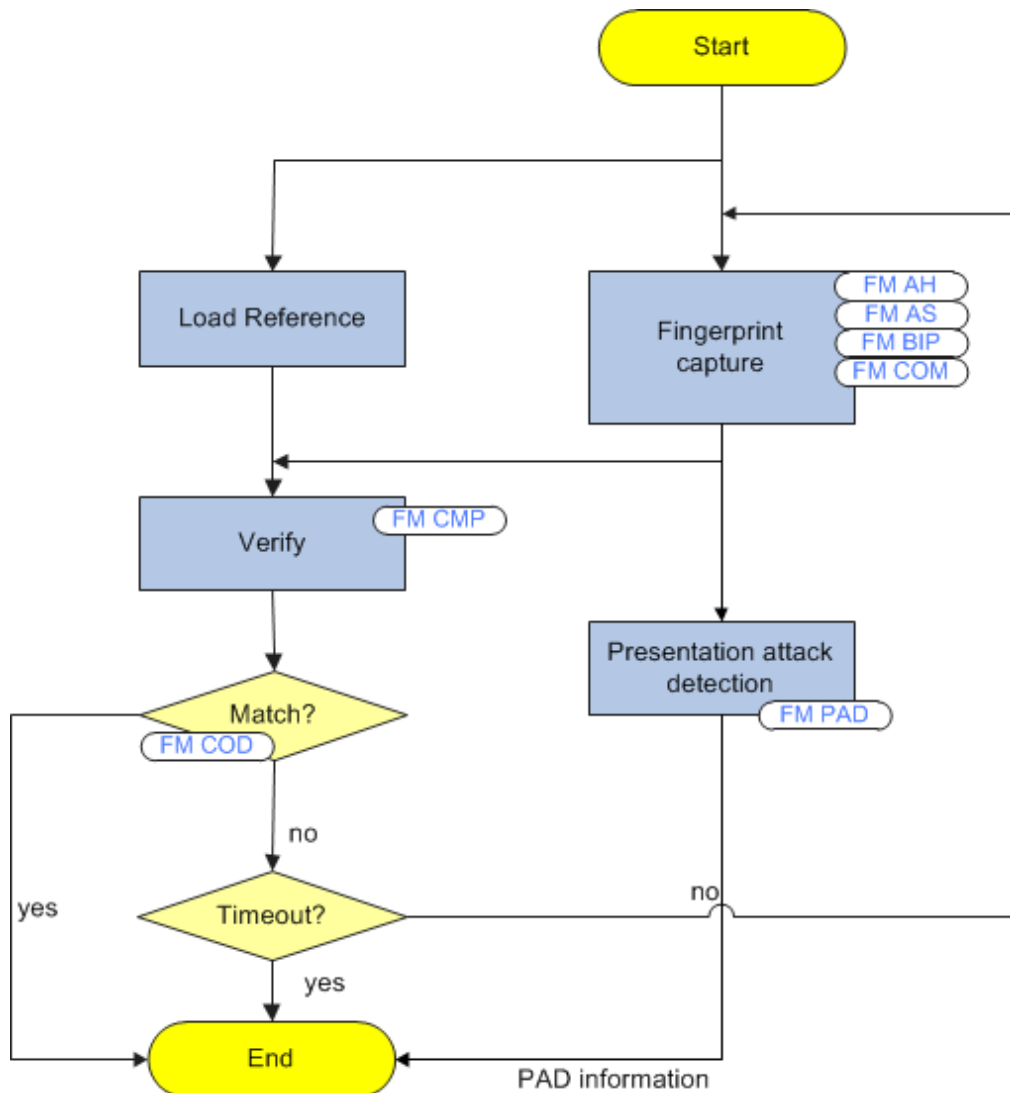 Start
Load Reference
Fingerprint
capture
FM AH
FM AS
FM BIP
FM COM
Verify
FM CMP
Presentation attack
detection
FM PAD
Match?
FM COD
no
yes
Timeout?
no
yes
End
PAD information